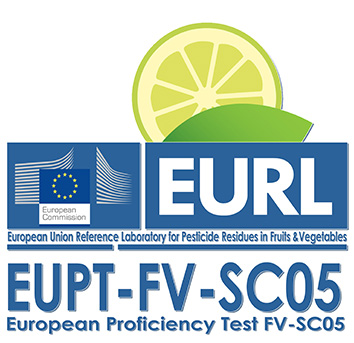 European
Commission
EURL
European Union Reference Laboratory for Pesticide Residues in Fruits &Vegetables
EUPT-FV-SC05
European Proficiency Test FV-SC05